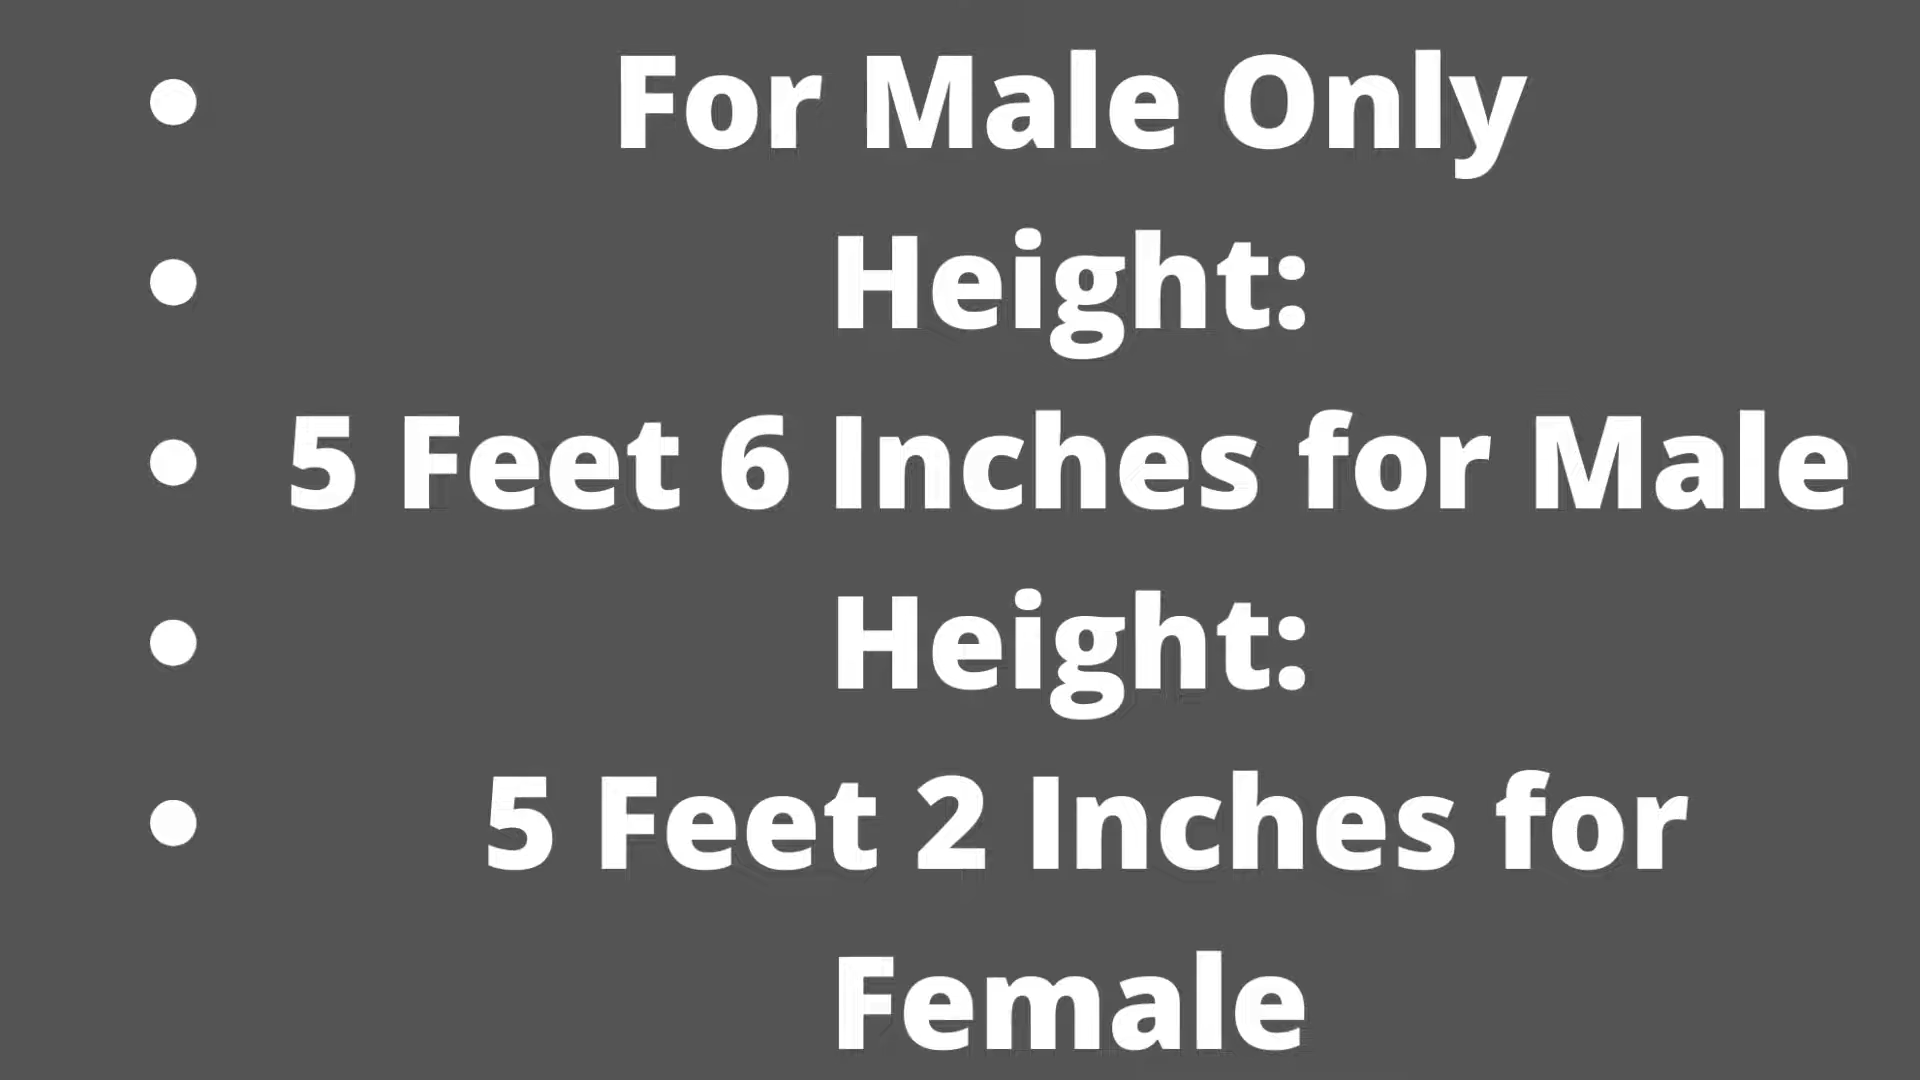 • For Male Only
• Height:
• 5 Feet 6 Inches for Male
• Height:
• 5 Feet 2 Inches for
Female